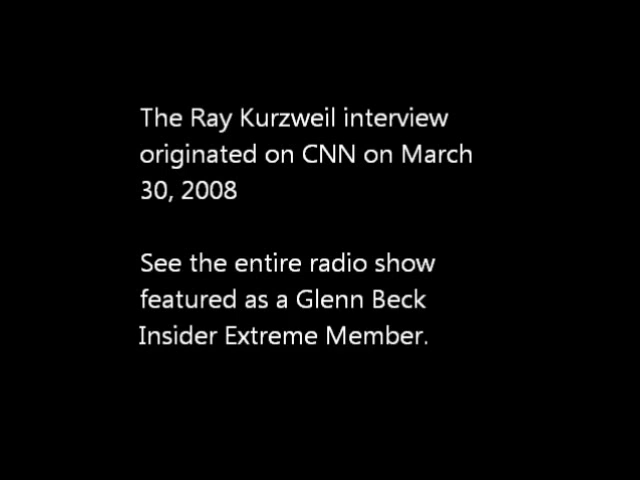 The Ray Kurzweil interview
originated on CNN on March
30, 2008
See the entire radio show
featured as a Glenn Beck
Insider Extreme Member.